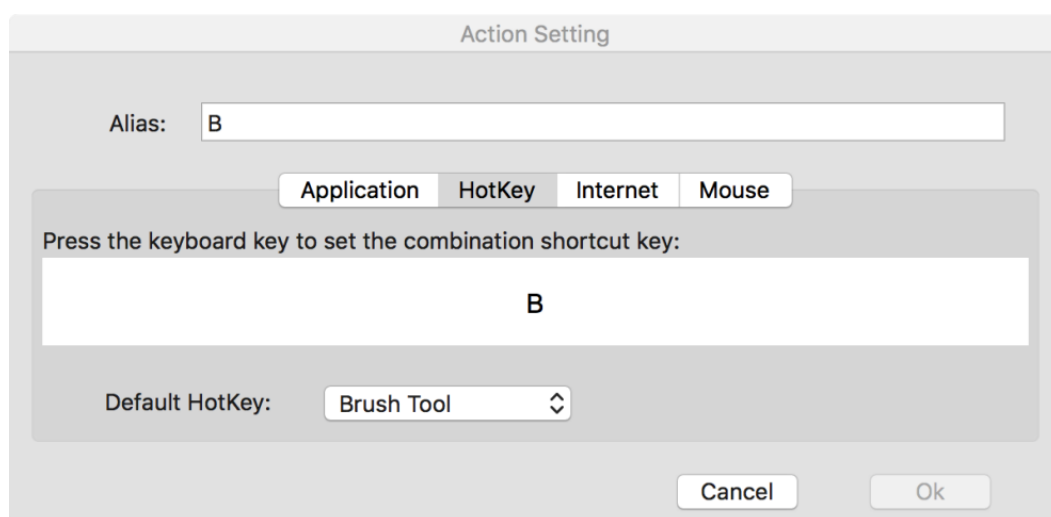 Action Setting
Alias: B
Application HotKey Internet Mouse
Press the keyboard key to set the combination shortcut key:
B
Default HotKey: Brush Tool
Cancel Ok